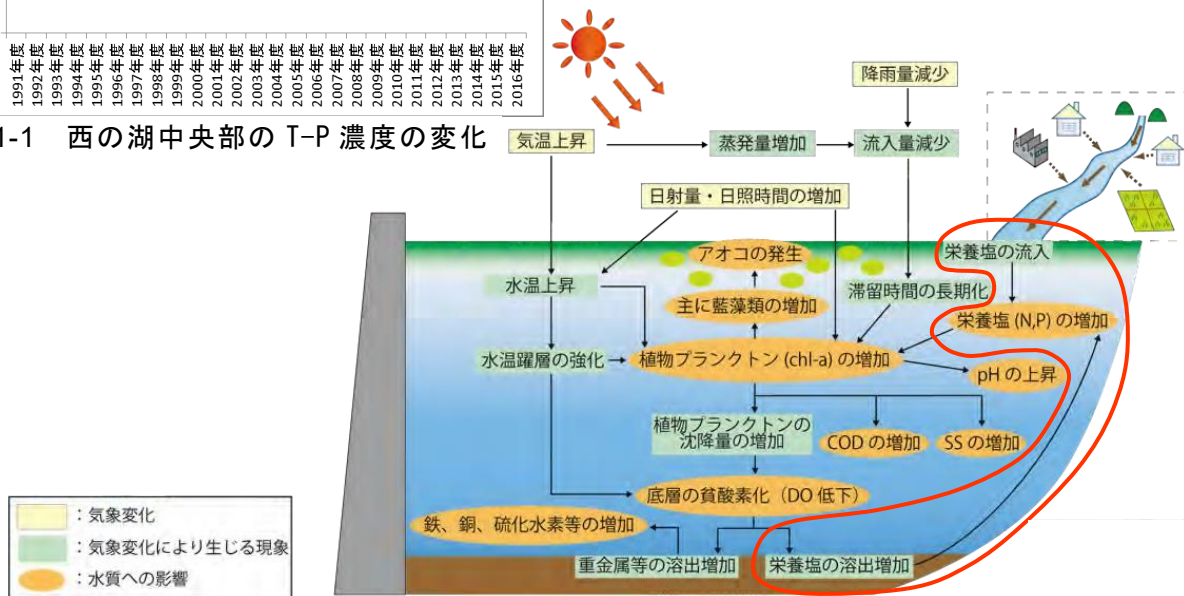 1991年度
1992年度
1993年度
1994年度
1995年度
1996年度
1997年度
1998年度
1999年度
2000年度
2001年度
2002年度
2003年度
2004年度
2005年度
2006年度
2007年度
2008年度
2009年度
2010年度
2011年度
2012年度
2013年度
2014年度
2015年度
2016年度
-1 西の湖中央部の T-P 濃度の変化
降雨量減少
気温上昇
蒸発量増加
流入量減少
日射量・日照時間の増加
アオコの発生
栄養塩の流入
水温上昇
主に藍藻類の増加
滞留時間の長期化
栄養塩 (N,P) の増加
水温躍層の強化
植物プランクトン (chl-a) の増加
pH の上昇
植物プランクトンの
沈降量の増加
COD の増加
SS の増加
底層の貧酸素化（DO 低下）
鉄、銅、硫化水素等の増加
重金属等の溶出増加
栄養塩の溶出増加
：気象変化
：気象変化により生じる現象
：水質への影響